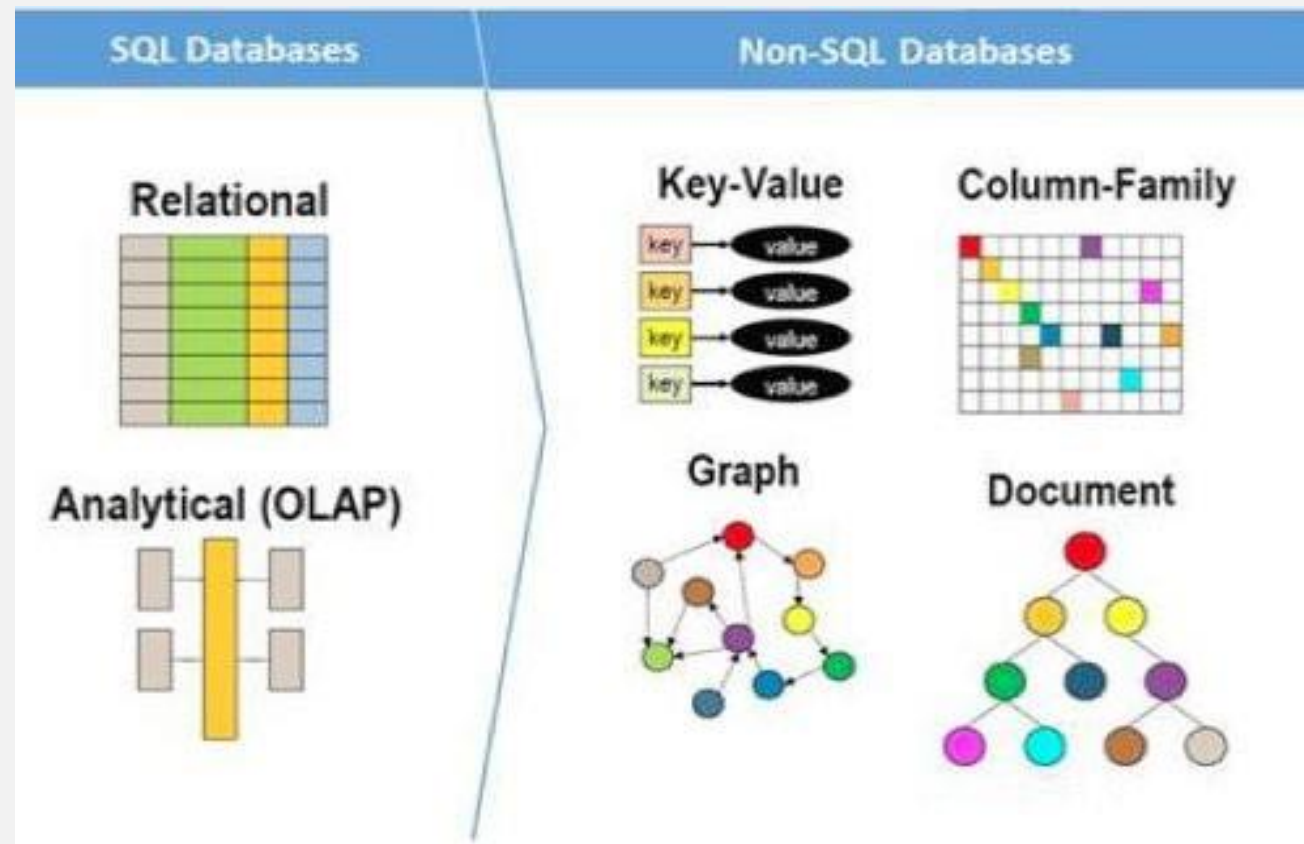 SQL Databases
Non-SQL Databases
Relational
Analytical (OLAP)
Key-Value
key value
key value
key value
key value
Column-Family
Graph
Document